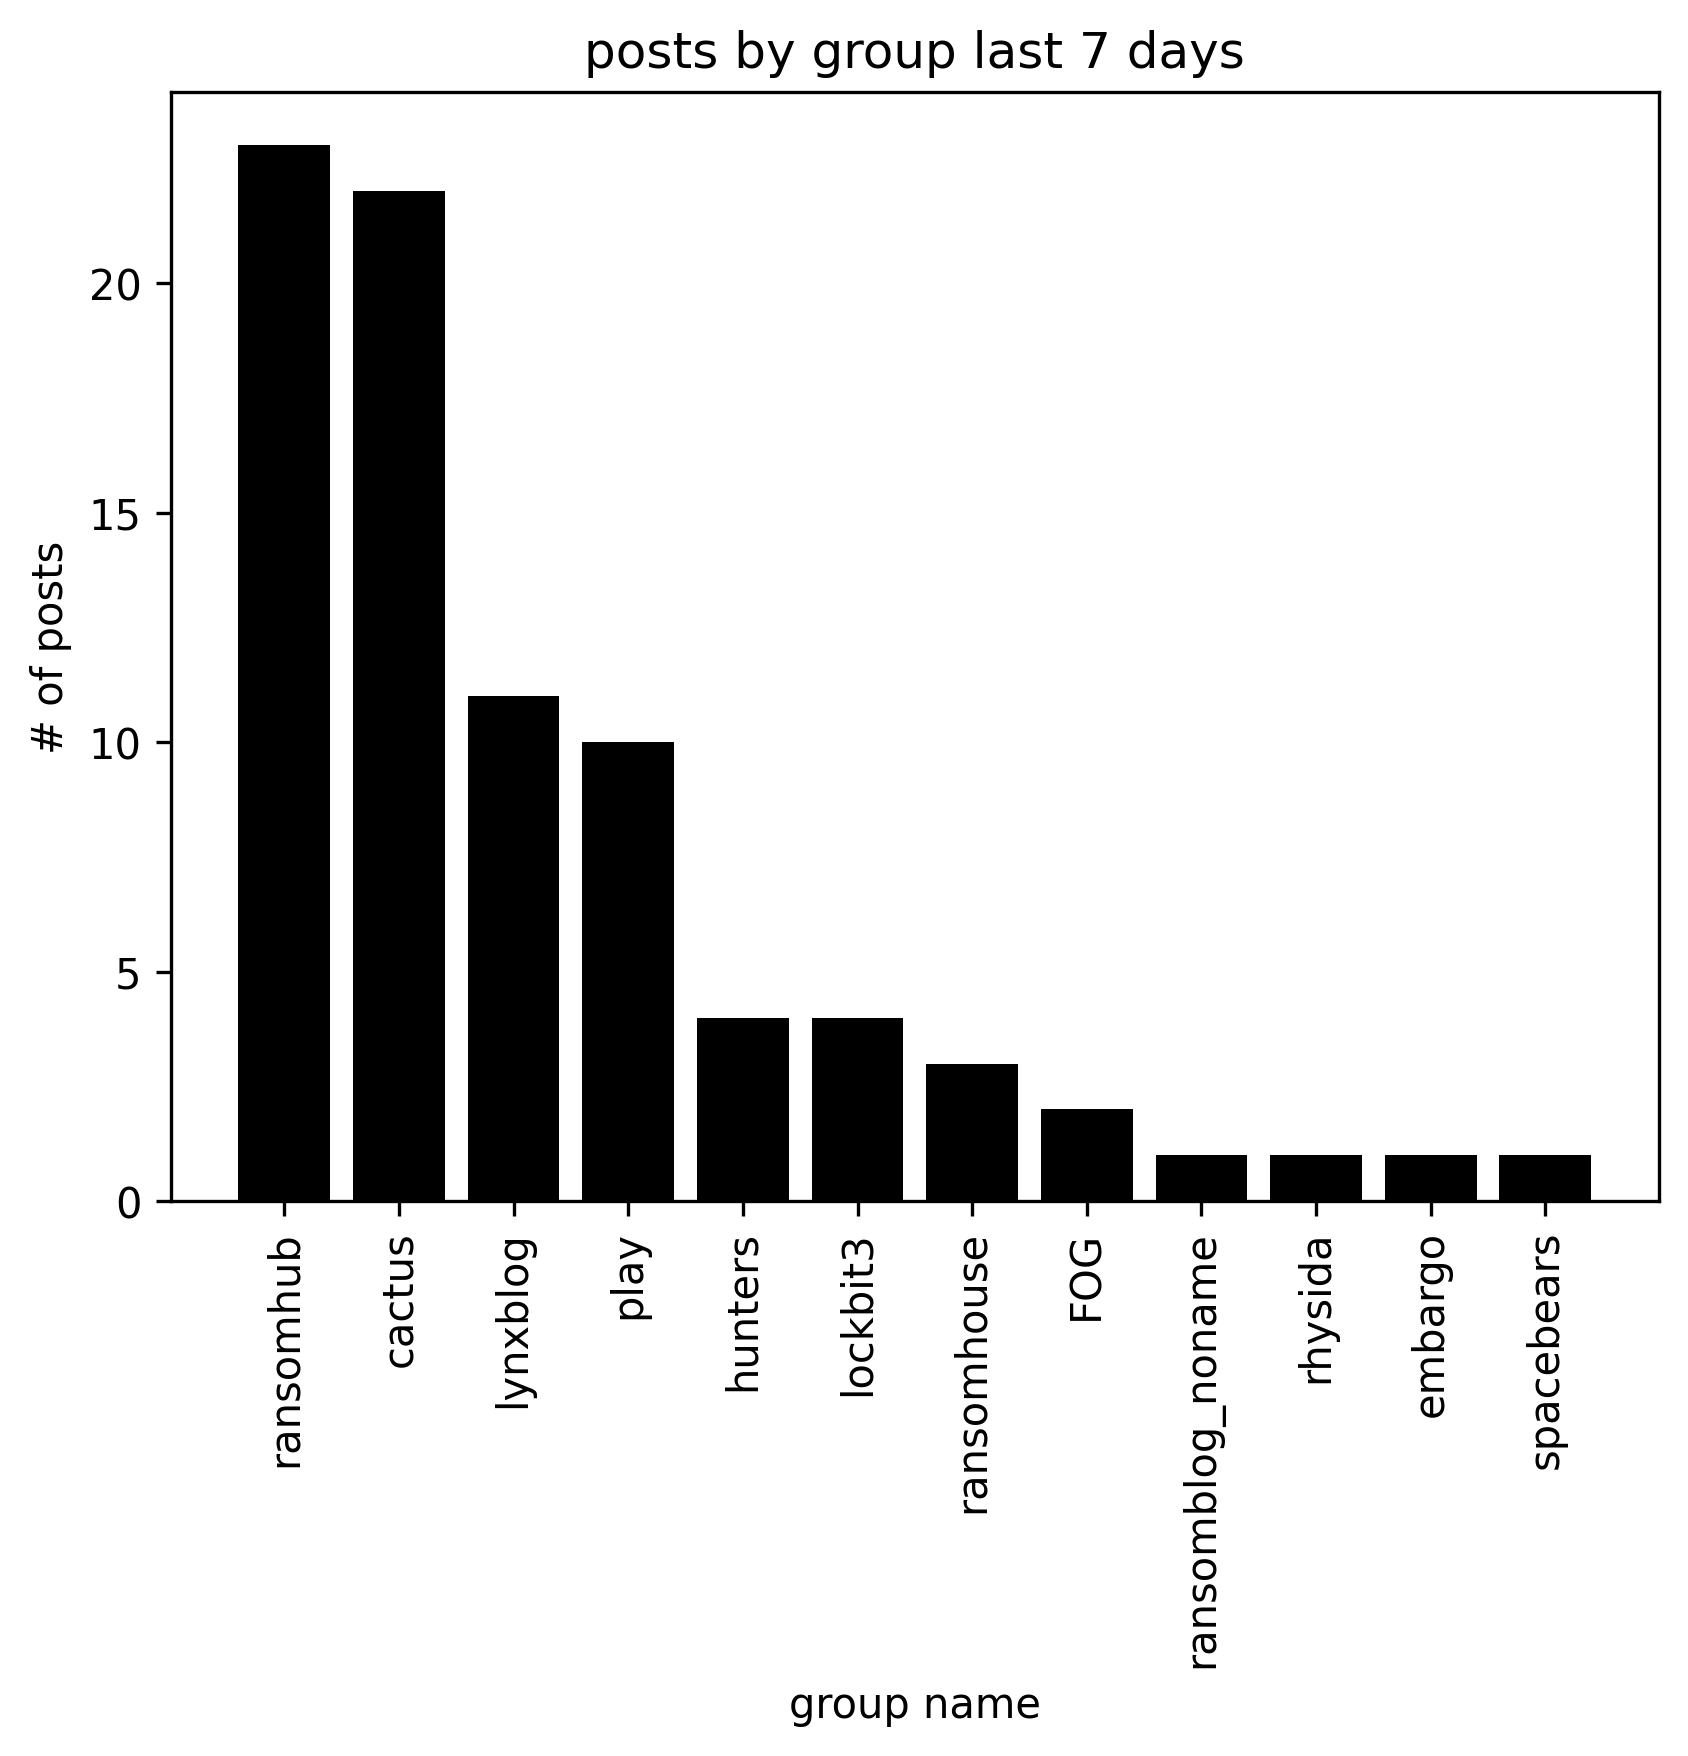 posts by group last 7 days
# of posts
20
15
10
5
0
ransomhub
cactus
lynxblog
play
hunters
lockbit3
ransomhouse
FOG
ransomblog_noname
rhysida
embargo
spacebears
group name